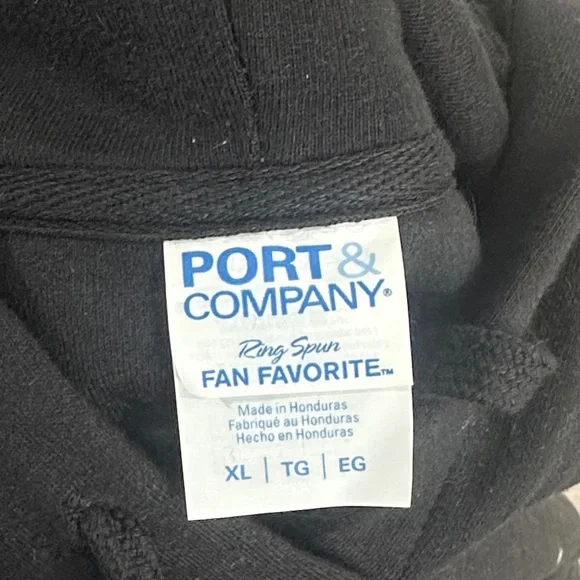 PORT &
COMPANY®
Ring Spun
FAN FAVORITE™
Made in Honduras
Fabriqué au Honduras
Hecho en Honduras
XL | TG | EG